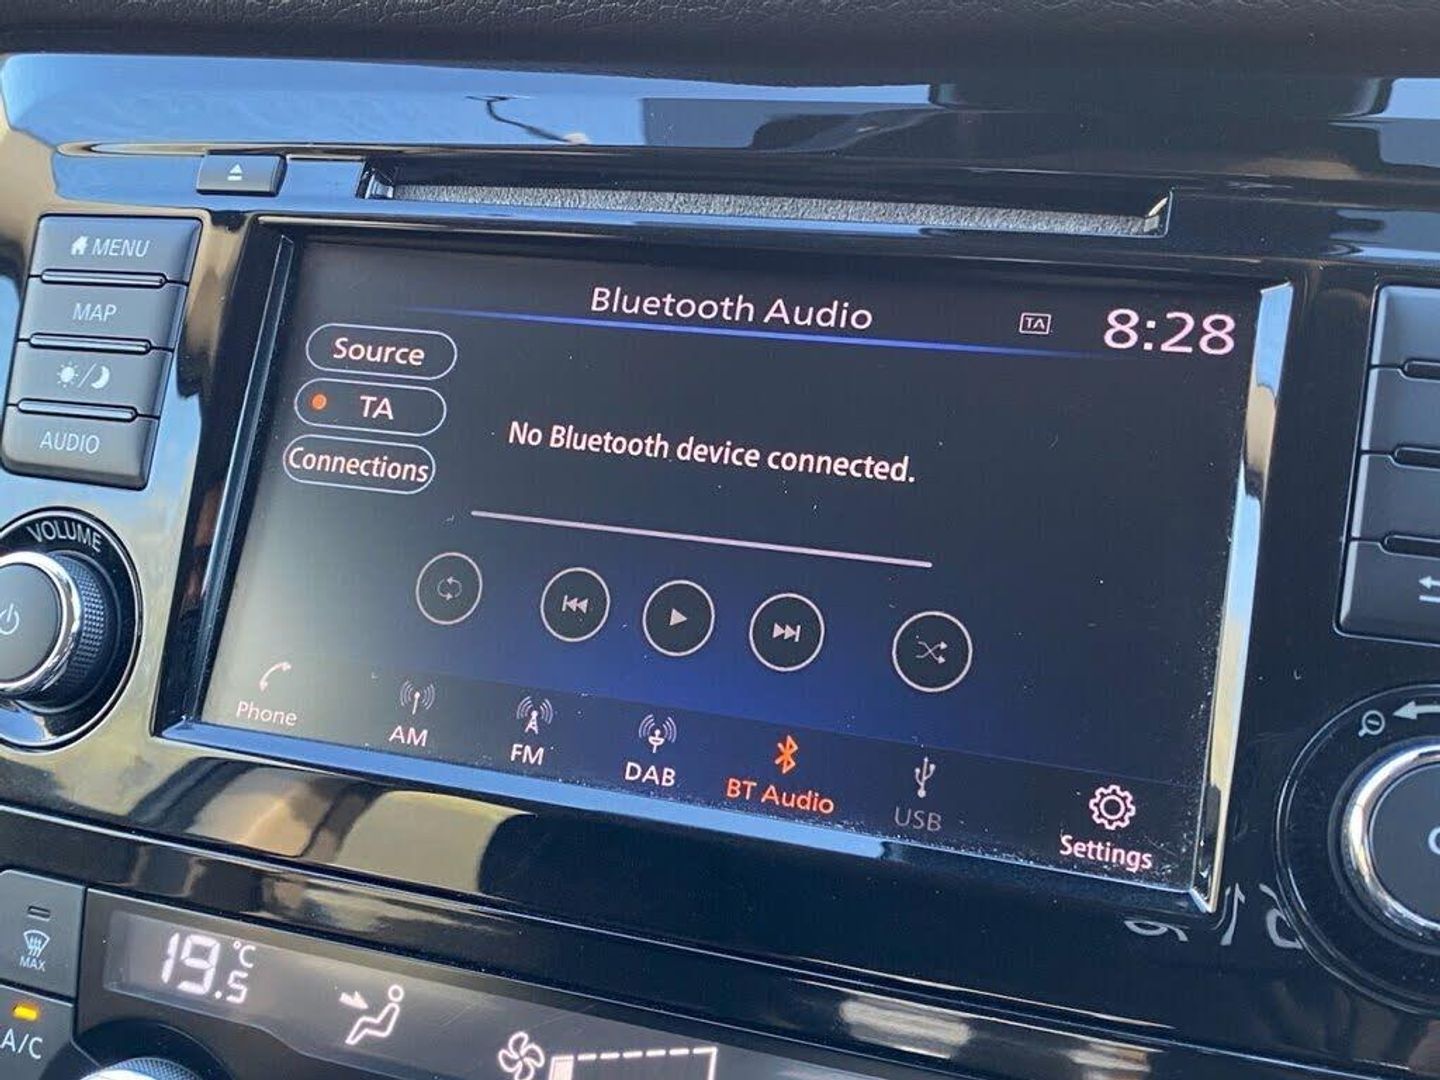 MENU
MAP
AUDIO
VOLUME
Bluetooth Audio
TA
8:28
Source
TA
Connections
No Bluetooth device connected.
Phone
AM
FM
DAB
BT Audio
USB
Settings
MAX
A/C
19.5°C